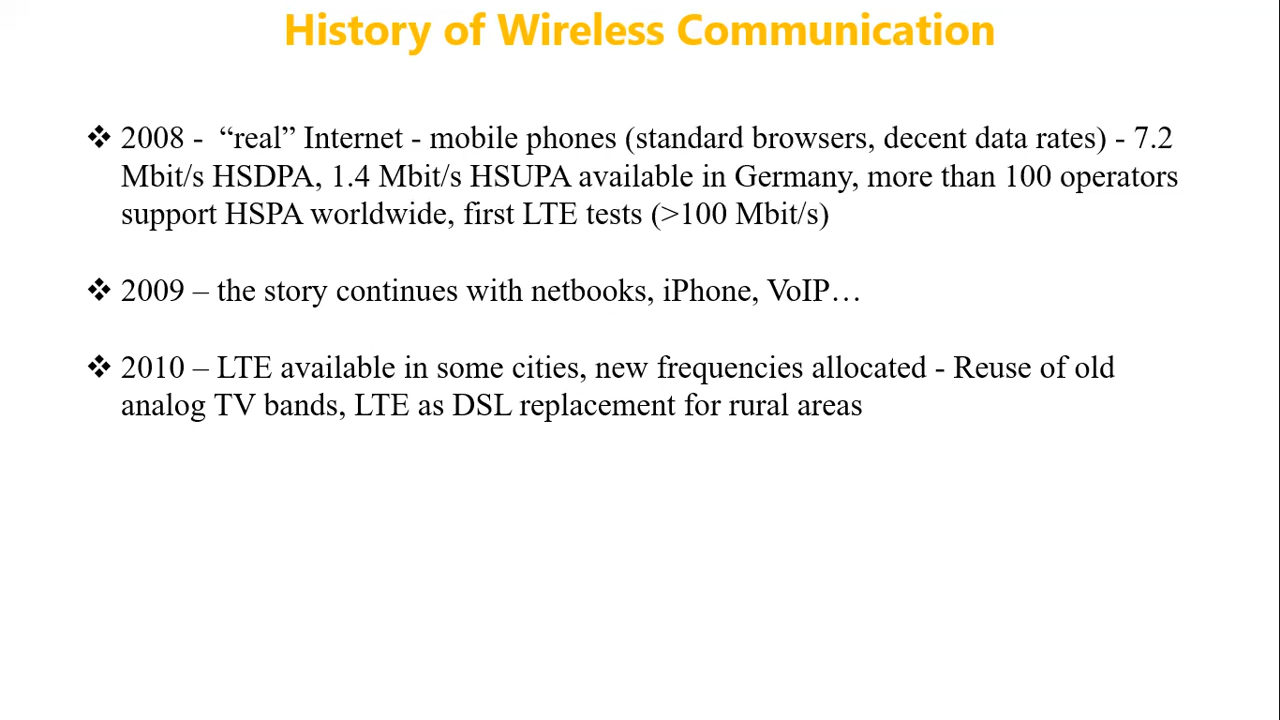 History of Wireless Communication
❖ 2008 -  “real” Internet - mobile phones (standard browsers, decent data rates) - 7.2
Mbit/s HSDPA, 1.4 Mbit/s HSUPA available in Germany, more than 100 operators
support HSPA worldwide, first LTE tests (>100 Mbit/s)
❖ 2009 – the story continues with netbooks, iPhone, VoIP…
❖ 2010 – LTE available in some cities, new frequencies allocated - Reuse of old
analog TV bands, LTE as DSL replacement for rural areas